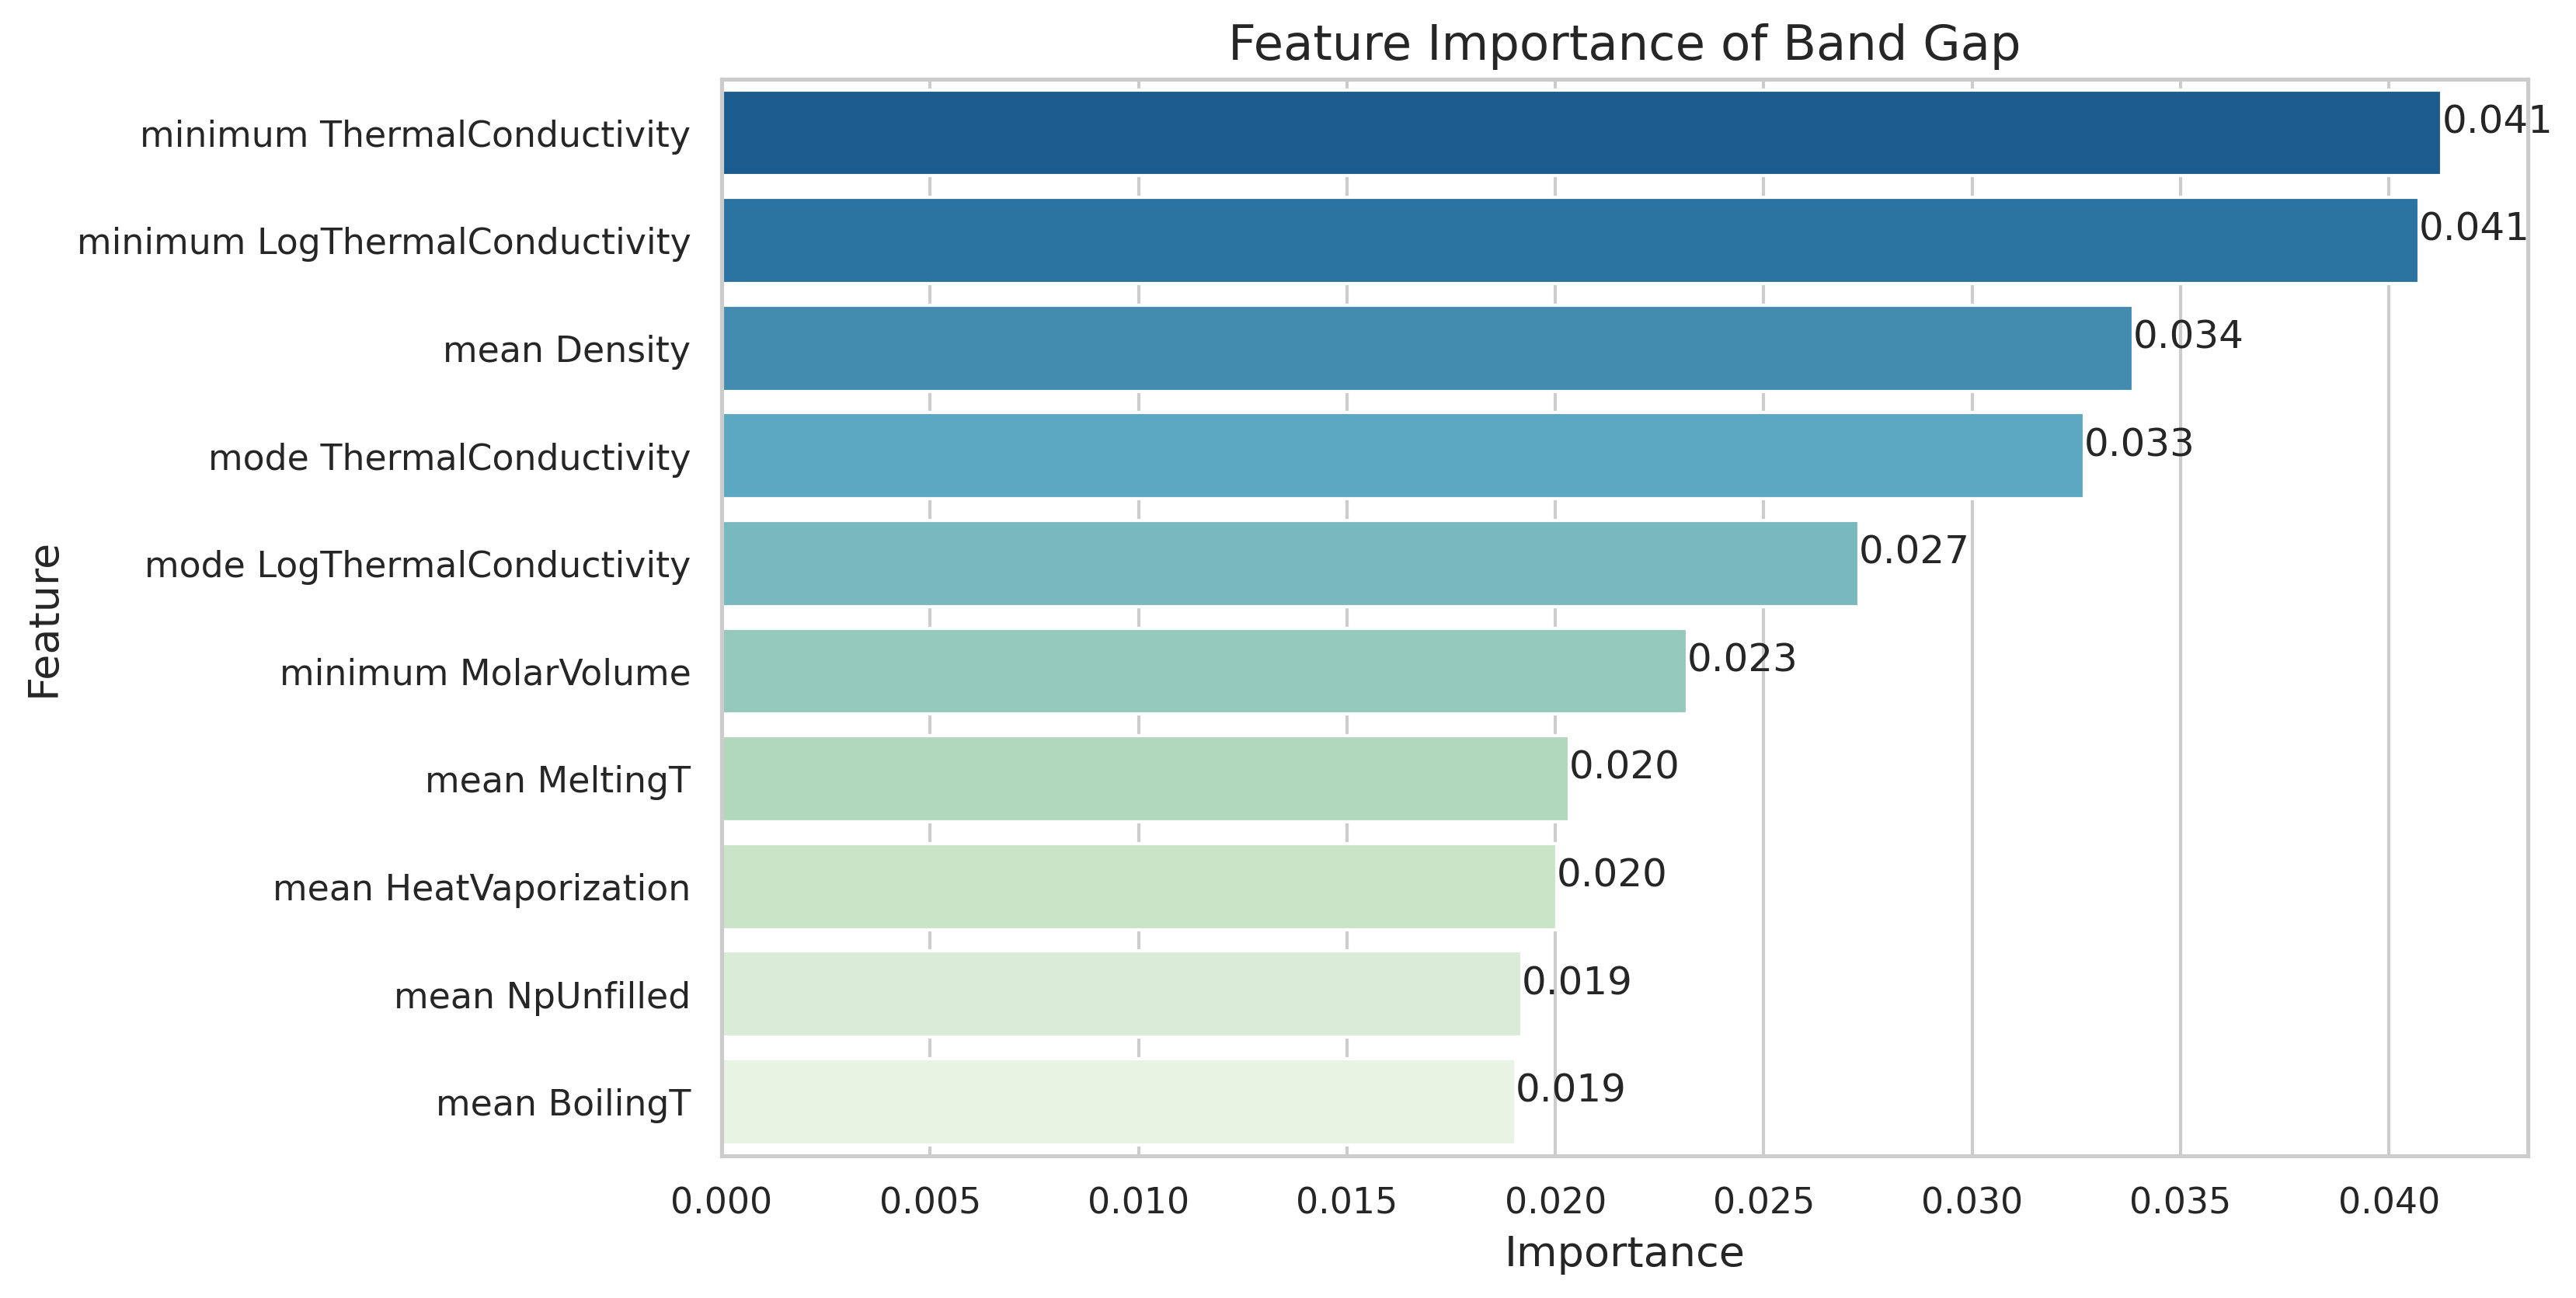 Feature Importance of Band Gap
minimum ThermalConductivity
0.041
minimum LogThermalConductivity
0.041
mean Density
0.034
mode ThermalConductivity
0.033
mode LogThermalConductivity
0.027
minimum MolarVolume
0.023
mean MeltingT
0.020
mean HeatVaporization
0.020
mean NpUnfilled
0.019
mean BoilingT
0.019
Feature
0.000 0.005 0.010 0.015 0.020 0.025 0.030 0.035 0.040
Importance